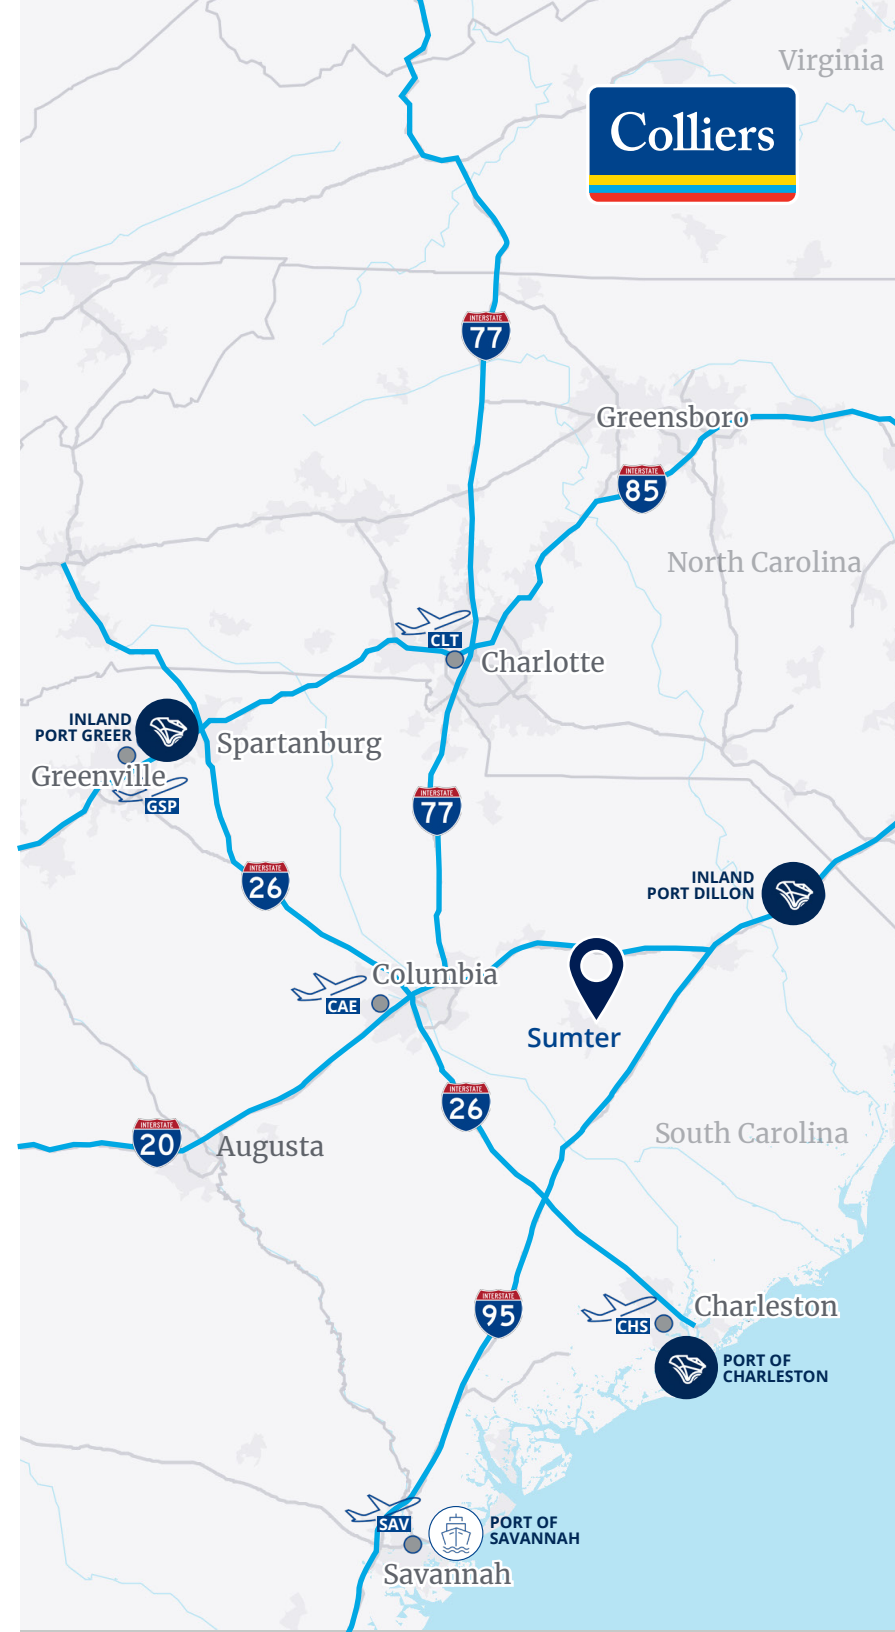 Virginia
Colliers
INTERSTATE
77
Greensboro
INTERSTATE
85
North Carolina
CLT
Charlotte
INLAND
PORT GREER
Spartanburg
Greenville
GSP
INTERSTATE
77
INTERSTATE
26
INLAND
PORT DILLON
Columbia
CAE
Sumter
INTERSTATE
26
INTERSTATE
20
Augusta
South Carolina
INTERSTATE
95
Charleston
CHS
PORT OF
CHARLESTON
SAV
PORT OF
SAVANNAH
Savannah